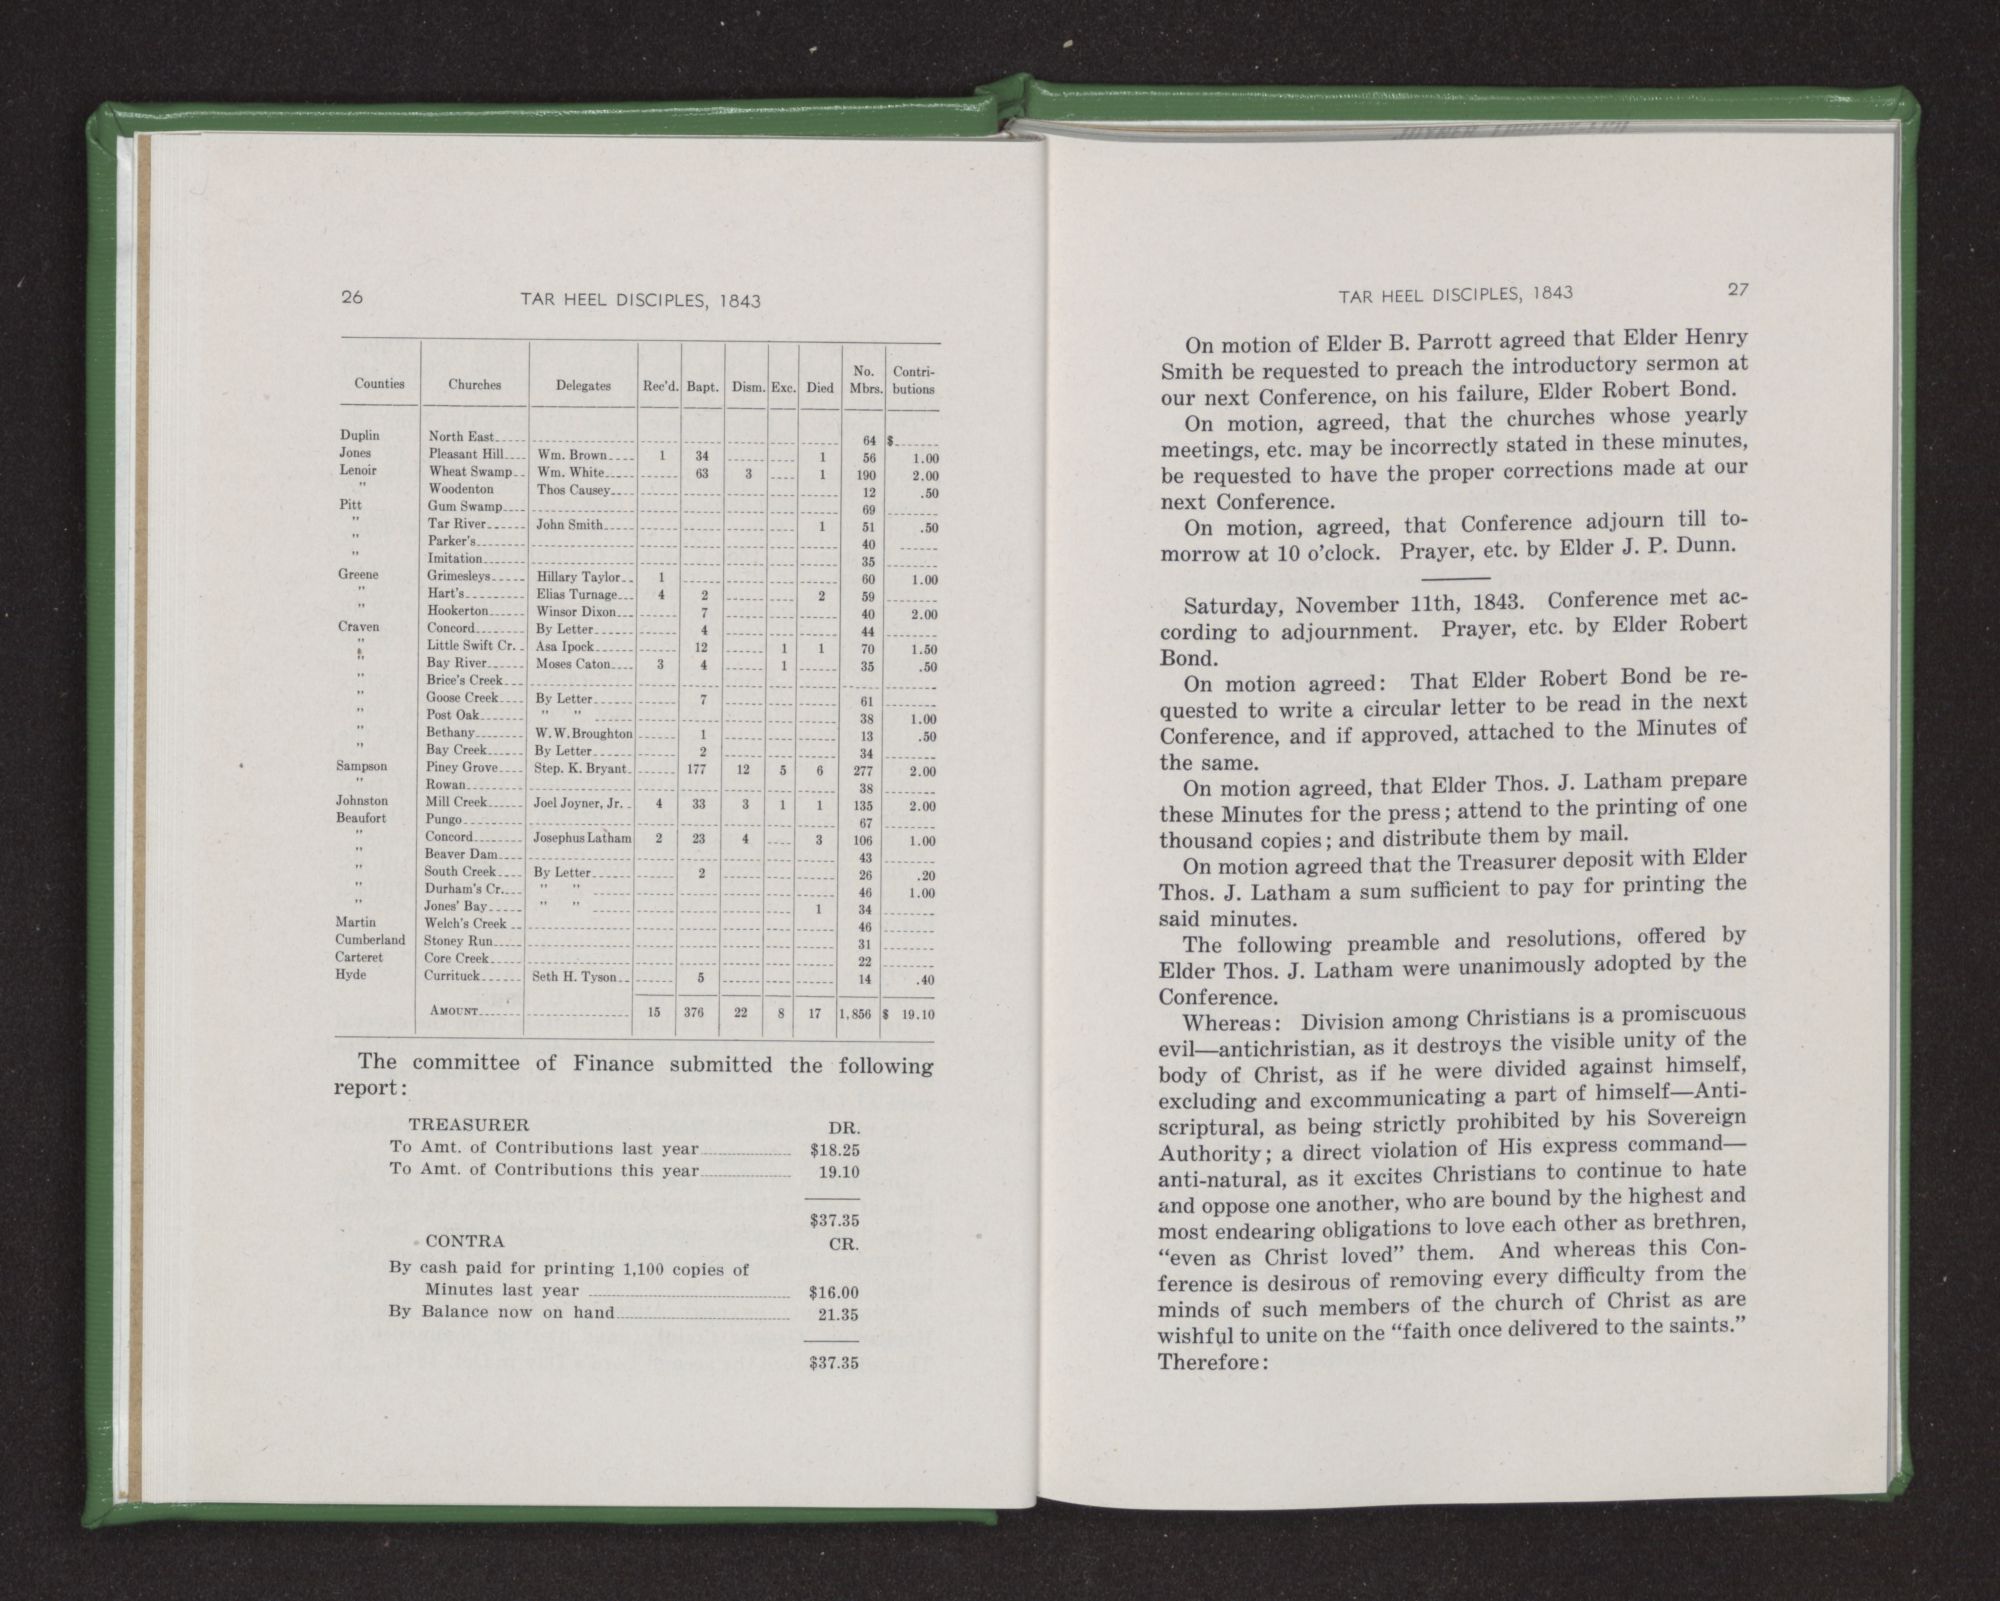 26 TAR HEEL DISCIPLES, 1843
Counties Churches Delegates Rec'd. Bapt. Dism. Exc. Died No. Mbrs. Contri-butions
Duplin North East 64 $
Jones Pleasant Hill Wm. Brown 1 34 1 56 1.00
Lenoir Wheat Swamp Wm. White 63 3 1 190 2.00
" Woodenton Thos Causey 12 .50
Pitt Gum Swamp 69
" Tar River John Smith 1 51 .50
" Parker's 40
" Imitation 35
Greene Grimesleys Hillary Taylor 1 60 1.00
" Hart's Elias Turnage 4 2 2 59
" Hookerton Winsor Dixon 7 40 2.00
Craven Concord By Letter 4 44
" Little Swift Cr. Asa Ipock 12 1 1 70 1.50
" Bay River Moses Caton 3 4 1 35 .50
" Brice's Creek
" Goose Creek By Letter 7 61
" Post Oak " " 38 1.00
" Bethany W. W. Broughton 1 13 .50
" Bay Creek By Letter 2 34
Sampson Piney Grove Step. K. Bryant 177 12 5 6 277 2.00
" Rowan 38
Johnston Mill Creek Joel Joyner, Jr. 4 33 3 1 1 135 2.00
Beaufort Pungo 67
" Concord Josephus Latham 2 23 4 3 106 1.00
" Beaver Dam 43
" South Creek By Letter 2 26 .20
" Durham's Cr. " " 46 1.00
" Jones' Bay " " 1 34
Martin Welch's Creek 46
Cumberland Stoney Run 31
Carteret Core Creek 22
Hyde Currituck Seth H. Tyson 5 14 .40
AMOUNT 15 376 22 8 17 1,856 $ 19.10
The committee of Finance submitted the following
report:
TREASURER DR.
To Amt. of Contributions last year $18.25
To Amt. of Contributions this year 19.10
$37.35
CONTRA CR.
By cash paid for printing 1,100 copies of
Minutes last year $16.00
By Balance now on hand 21.35
$37.35
TAR HEEL DISCIPLES, 1843 27
On motion of Elder B. Parrott agreed that Elder Henry
Smith be requested to preach the introductory sermon at
our next Conference, on his failure, Elder Robert Bond.
On motion, agreed, that the churches whose yearly
meetings, etc. may be incorrectly stated in these minutes,
be requested to have the proper corrections made at our
next Conference.
On motion, agreed, that Conference adjourn till to-
morrow at 10 o'clock. Prayer, etc. by Elder J. P. Dunn.
Saturday, November 11th, 1843. Conference met ac-
cording to adjournment. Prayer, etc. by Elder Robert
Bond.
On motion agreed: That Elder Robert Bond be re-
quested to write a circular letter to be read in the next
Conference, and if approved, attached to the Minutes of
the same.
On motion agreed, that Elder Thos. J. Latham prepare
these Minutes for the press; attend to the printing of one
thousand copies; and distribute them by mail.
On motion agreed that the Treasurer deposit with Elder
Thos. J. Latham a sum sufficient to pay for printing the
said minutes.
The following preamble and resolutions, offered by
Elder Thos. J. Latham were unanimously adopted by the
Conference.
Whereas: Division among Christians is a promiscuous
evil—antichristian, as it destroys the visible unity of the
body of Christ, as if he were divided against himself,
excluding and excommunicating a part of himself—Anti-
scriptural, as being strictly prohibited by his Sovereign
Authority; a direct violation of His express command—
anti-natural, as it excites Christians to continue to hate
and oppose one another, who are bound by the highest and
most endearing obligations to love each other as brethren,
"even as Christ loved" them. And whereas this Con-
ference is desirous of removing every difficulty from the
minds of such members of the church of Christ as are
wishful to unite on the "faith once delivered to the saints."
Therefore: